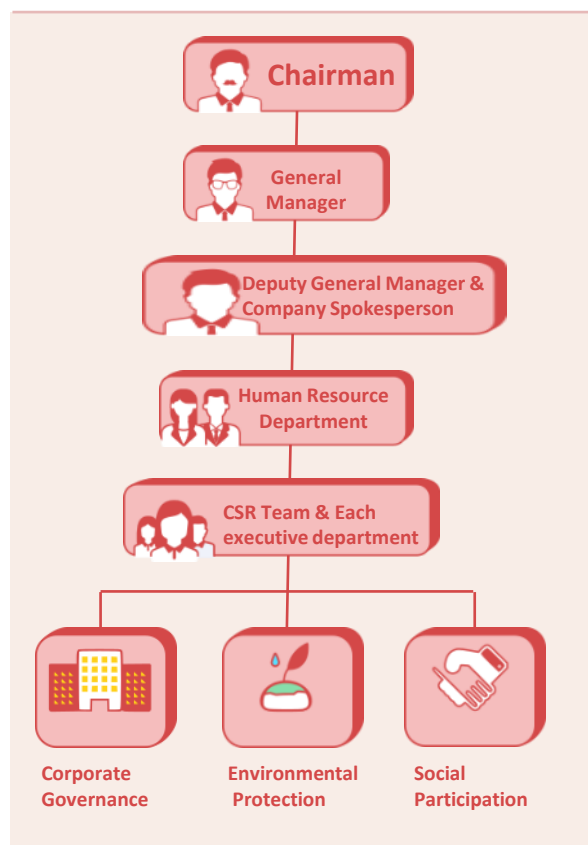 Chairman
General
Manager
Deputy General Manager &
Company Spokesperson
Human Resource
Department
CSR Team & Each
executive department
Corporate
Governance
Environmental
Protection
Social
Participation